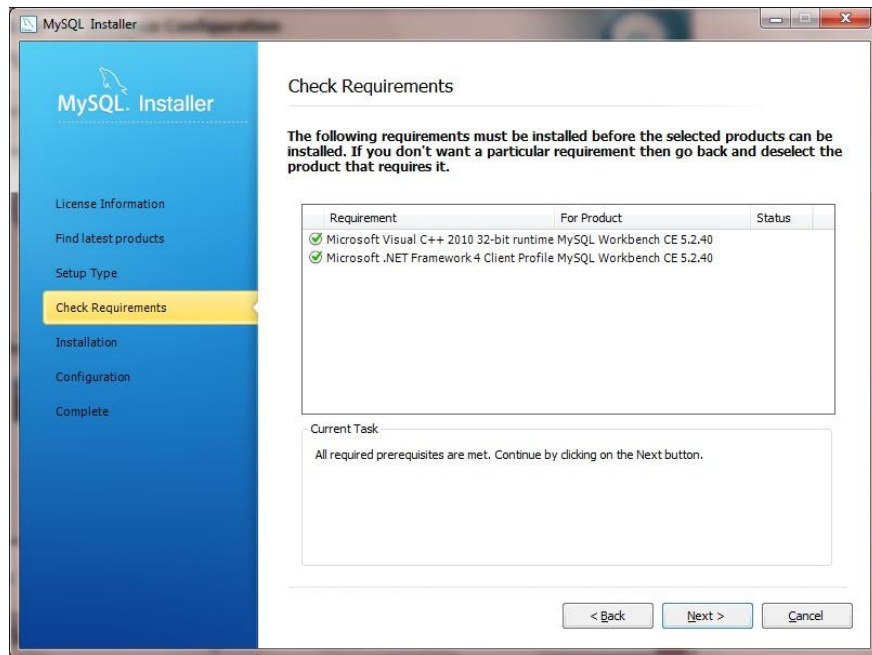 MySQL Installer
MySQL. Installer
License Information
Find latest products
Setup Type
Check Requirements
Installation
Configuration
Complete
Check Requirements
The following requirements must be installed before the selected products can be
installed. If you don't want a particular requirement then go back and deselect the
product that requires it.
Requirement For Product Status
Microsoft Visual C++ 2010 32-bit runtime MySQL Workbench CE 5.2.40
Microsoft .NET Framework 4 Client Profile MySQL Workbench CE 5.2.40
Current Task
All required prerequisites are met. Continue by clicking on the Next button.
< Back Next > Cancel